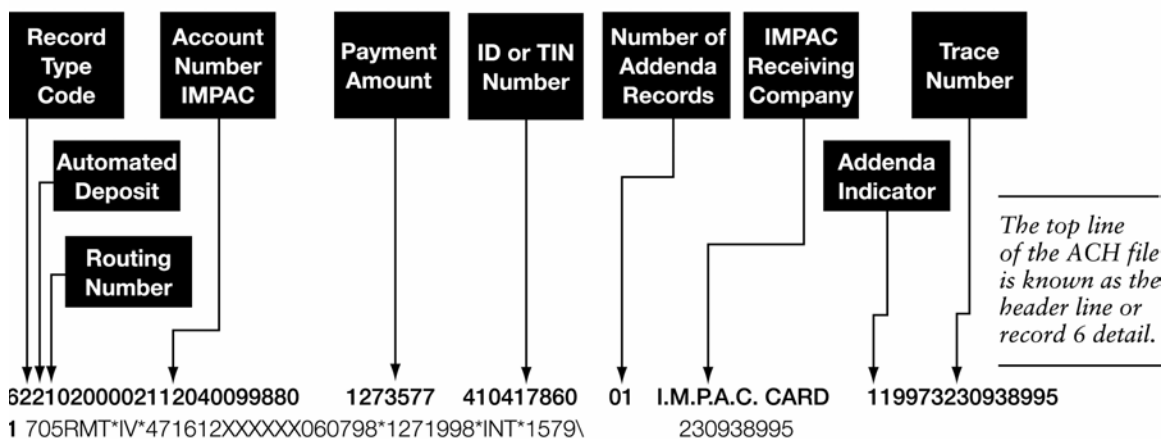 Record
Type
Code
Account
Number
IMPAC
Payment
Amount
ID or TIN
Number
Number of
Addenda
Records
IMPAC
Receiving
Company
Trace
Number
Automated
Deposit
Addenda
Indicator
Routing
Number
The top line
of the ACH file
is known as the
header line or
record 6 detail.
622102000002112040099880 1273577 410417860 01 I.M.P.A.C. CARD 119973230938995
1 705RMT*IV*471612XXXXXX060798*1271998*INT*1579\ 230938995